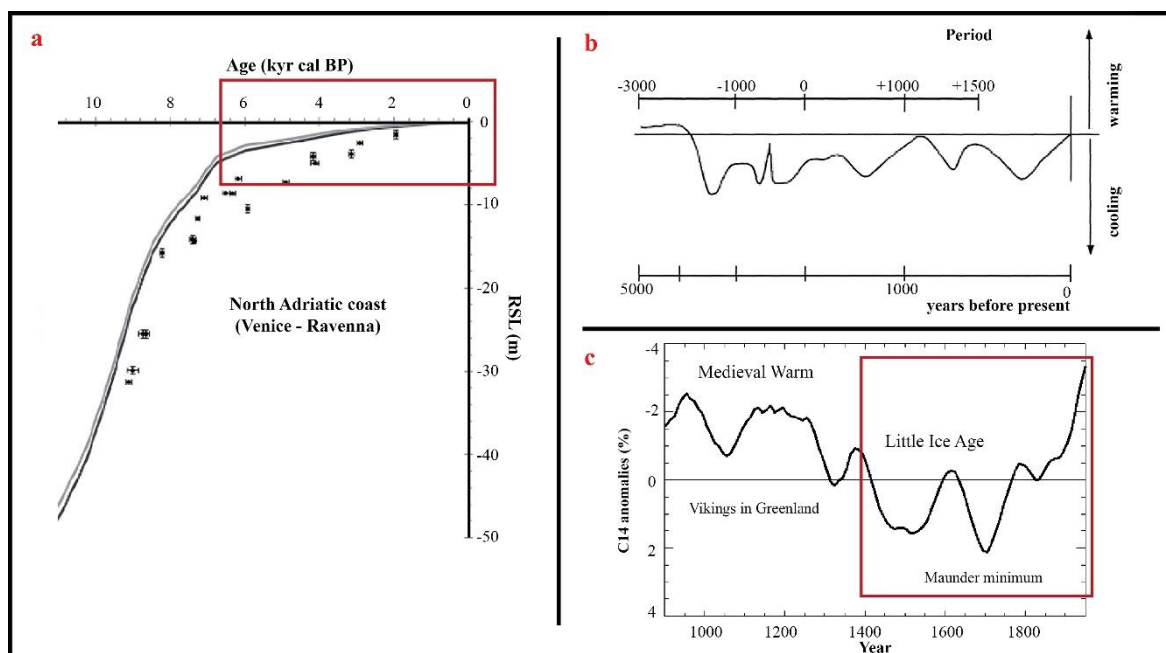 a
Age (kyr cal BP)
10 8 6 4 2 0
0
-10
-20
-30
-40
-50
RSL (m)
North Adriatic coast
(Venice - Ravenna)
b
Period
-3000 -1000 0 +1000 +1500
warming
cooling
5000 1000 0
years before present
c
-4
-2
0
2
4
C14 anomalies (%)
Medieval Warm
Little Ice Age
Vikings in Greenland
Maunder minimum
1000 1200 1400 1600 1800
Year